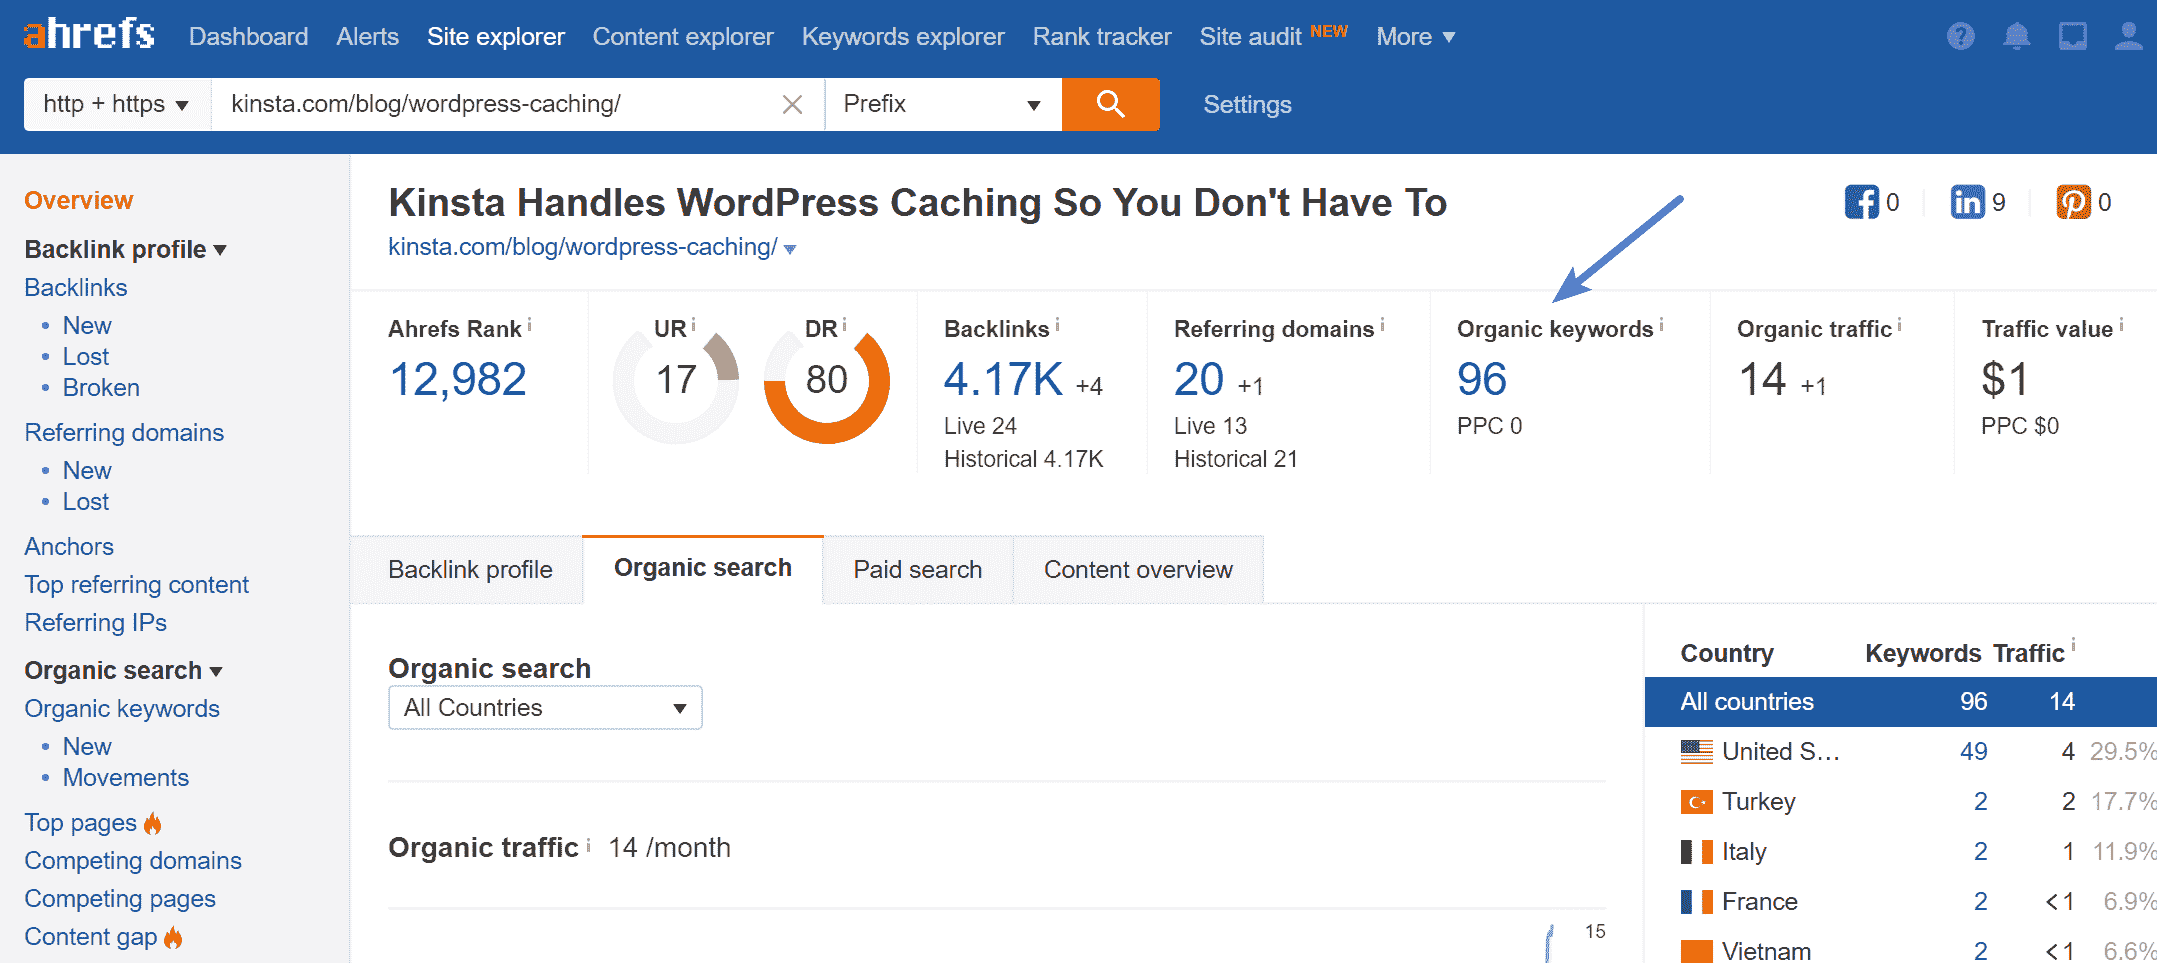 ahrefs Dashboard Alerts Site explorer Content explorer Keywords explorer Rank tracker Site audit NEW More
http + https kinsta.com/blog/wordpress-caching/ Prefix Settings
Overview
Backlink profile
Backlinks
New
Lost
Broken
Referring domains
New
Lost
Anchors
Top referring content
Referring IPs
Organic search
Organic keywords
New
Movements
Top pages
Competing domains
Competing pages
Content gap
Kinsta Handles WordPress Caching So You Don't Have To
kinsta.com/blog/wordpress-caching/
0 9 0
Ahrefs Rank
12,982
UR
17
DR
80
Backlinks
4.17K +4
Live 24
Historical 4.17K
Referring domains
20 +1
Live 13
Historical 21
Organic keywords
96
PPC 0
Organic traffic
14 +1
Traffic value
$1
PPC $0
Backlink profile Organic search Paid search Content overview
Organic search
All Countries
Organic traffic 14 /month
15
Country Keywords Traffic
All countries 96 14
United S... 49 4 29.5%
Turkey 2 2 17.7%
Italy 2 1 11.9%
France 2 <1 6.9%
Vietnam 2 <1 6.6%